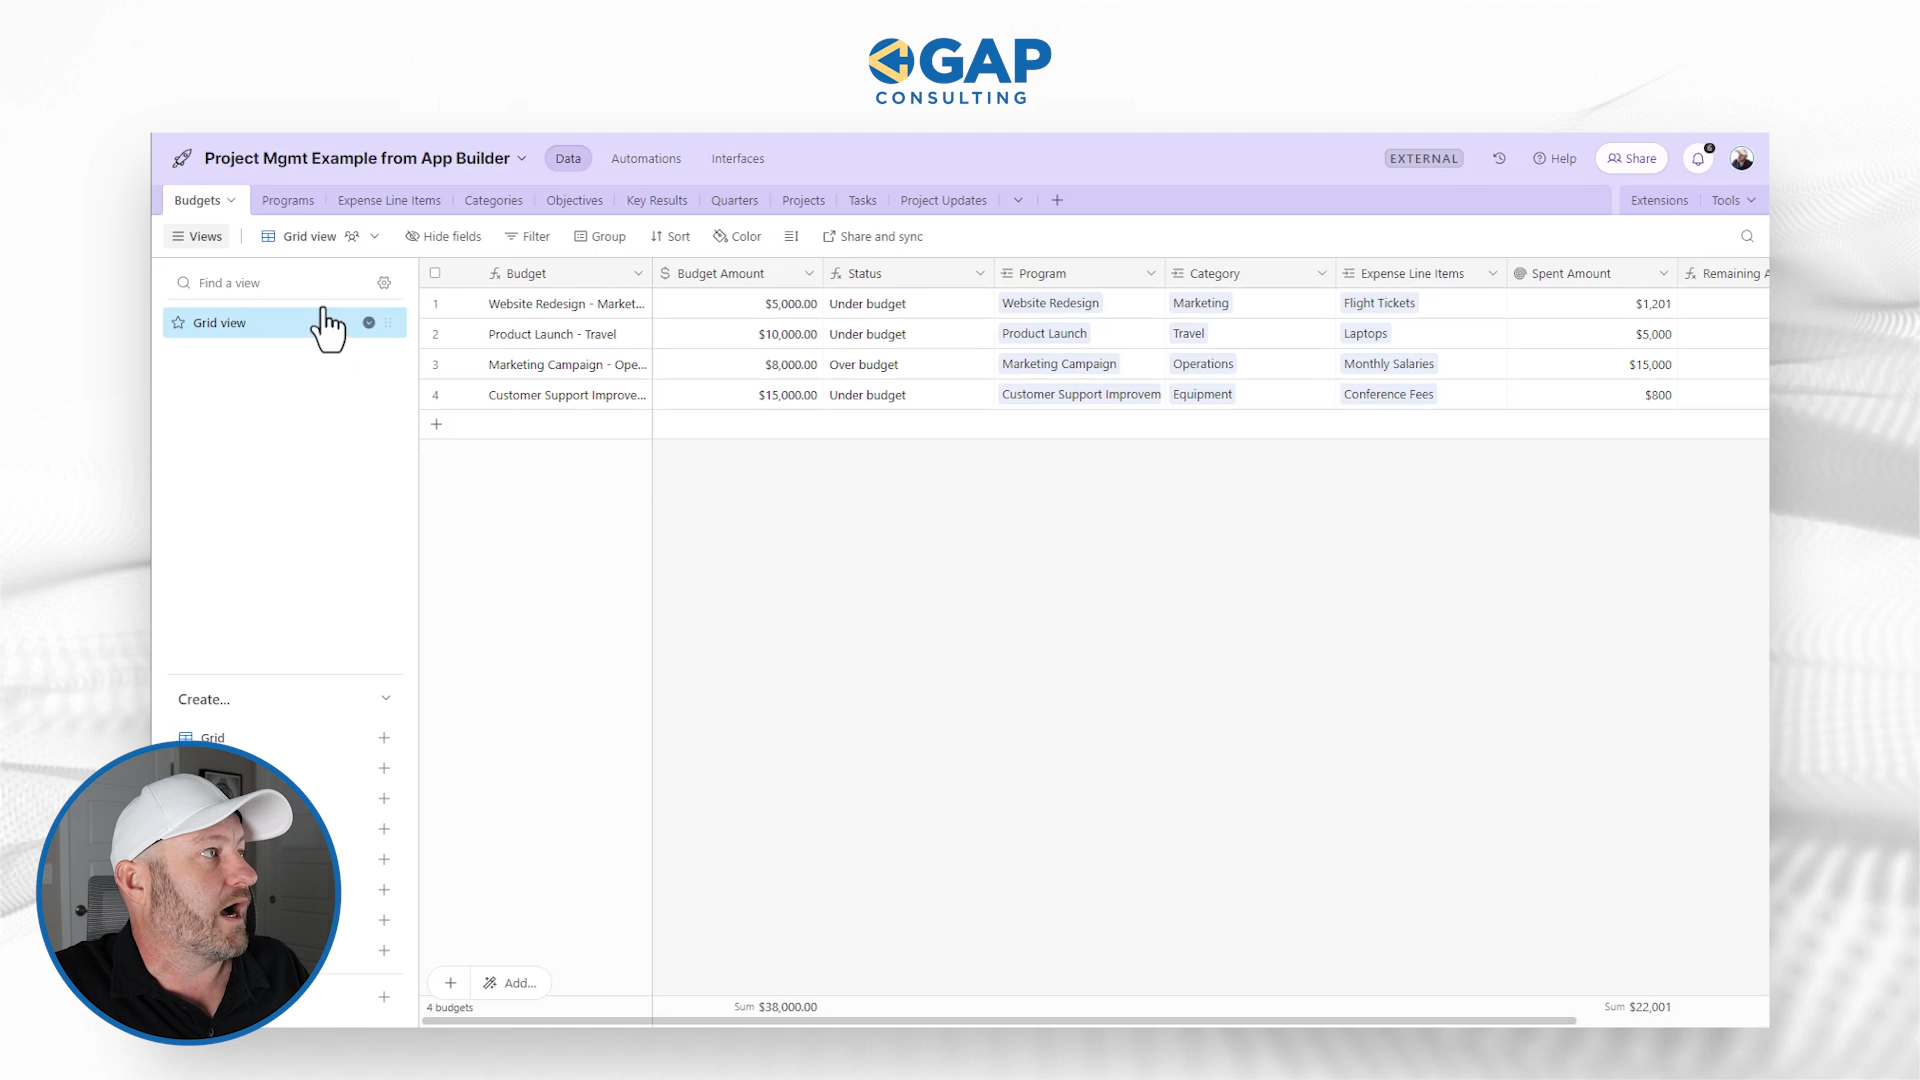 GAP
CONSULTING
Project Mgmt Example from App Builder Data Automations Interfaces EXTERNAL Help Share 6
Budgets Programs Expense Line Items Categories Objectives Key Results Quarters Projects Tasks Project Updates Extensions Tools
Views Grid view Hide fields Filter Group Sort Color Share and sync
Find a view
Grid view
Budget Budget Amount Status Program Category Expense Line Items Spent Amount Remaining A
1 Website Redesign - Market... $5,000.00 Under budget Website Redesign Marketing Flight Tickets $1,201
2 Product Launch - Travel $10,000.00 Under budget Product Launch Travel Laptops $5,000
3 Marketing Campaign - Ope... $8,000.00 Over budget Marketing Campaign Operations Monthly Salaries $15,000
4 Customer Support Improve... $15,000.00 Under budget Customer Support Improvem Equipment Conference Fees $800
Create...
Grid
Add...
4 budgets Sum $38,000.00 Sum $22,001